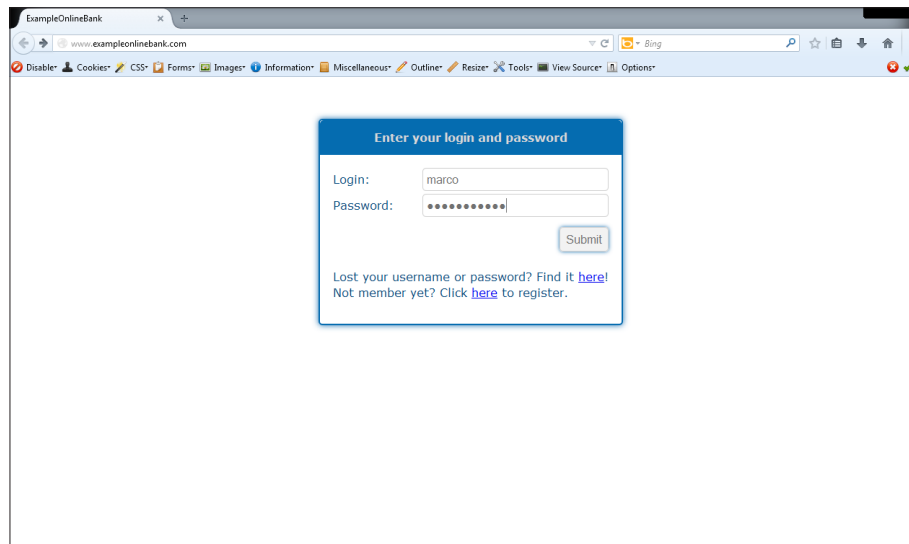 ExampleOnlineBank
www.exampleonlinebank.com
Bing
Disable Cookies CSS Forms Images Information Miscellaneous Outline Resize Tools View Source Options
Enter your login and password
Login: marco
Password: •••••••••••
Submit
Lost your username or password? Find it here!
Not member yet? Click here to register.